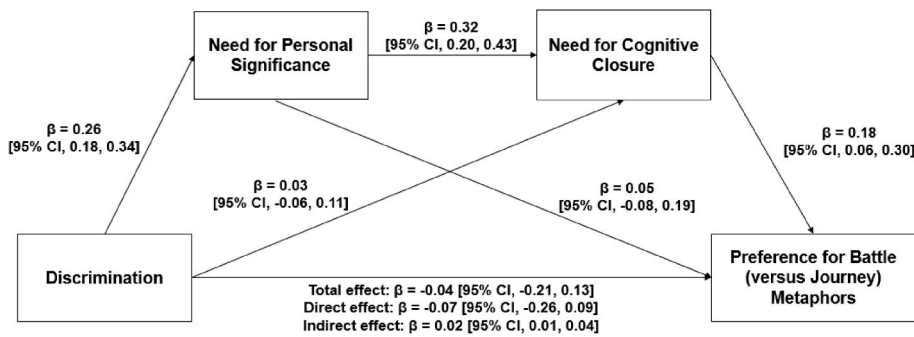 Need for Personal
Significance
β = 0.32
[95% CI, 0.20, 0.43]
Need for Cognitive
Closure
β = 0.26
[95% CI, 0.18, 0.34]
β = 0.18
[95% CI, 0.06, 0.30]
β = 0.03
[95% CI, -0.06, 0.11]
β = 0.05
[95% CI, -0.08, 0.19]
Discrimination
Preference for Battle
(versus Journey)
Metaphors
Total effect: β = -0.04 [95% CI, -0.21, 0.13]
Direct effect: β = -0.07 [95% CI, -0.26, 0.09]
Indirect effect: β = 0.02 [95% CI, 0.01, 0.04]